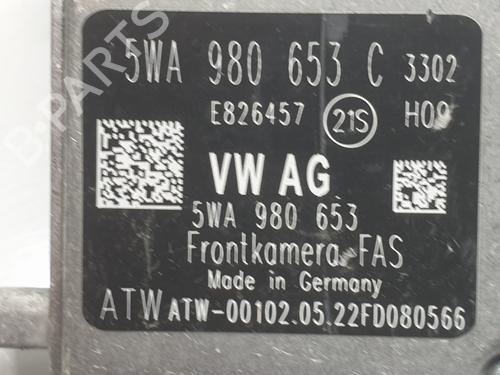 5WA 980 653 C 3302
E826457 21S H09
VW AG
5WA 980 653
Frontkamera FAS
Made in Germany
ATW ATW-00102.05.22FD080566
B-PARTS